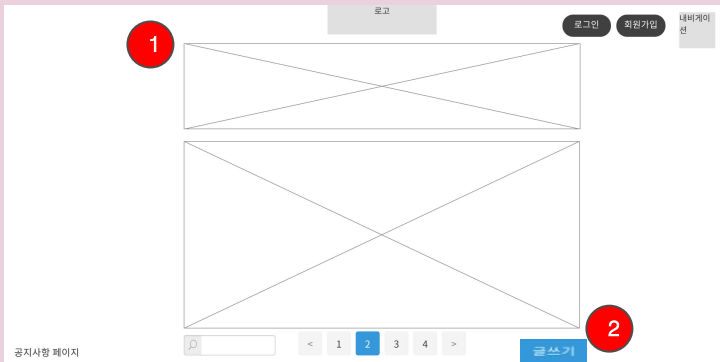 로고
로그인
회원가입
내비게이
션
1
< 1 2 3 4 >
2
글쓰기
공지사항 페이지